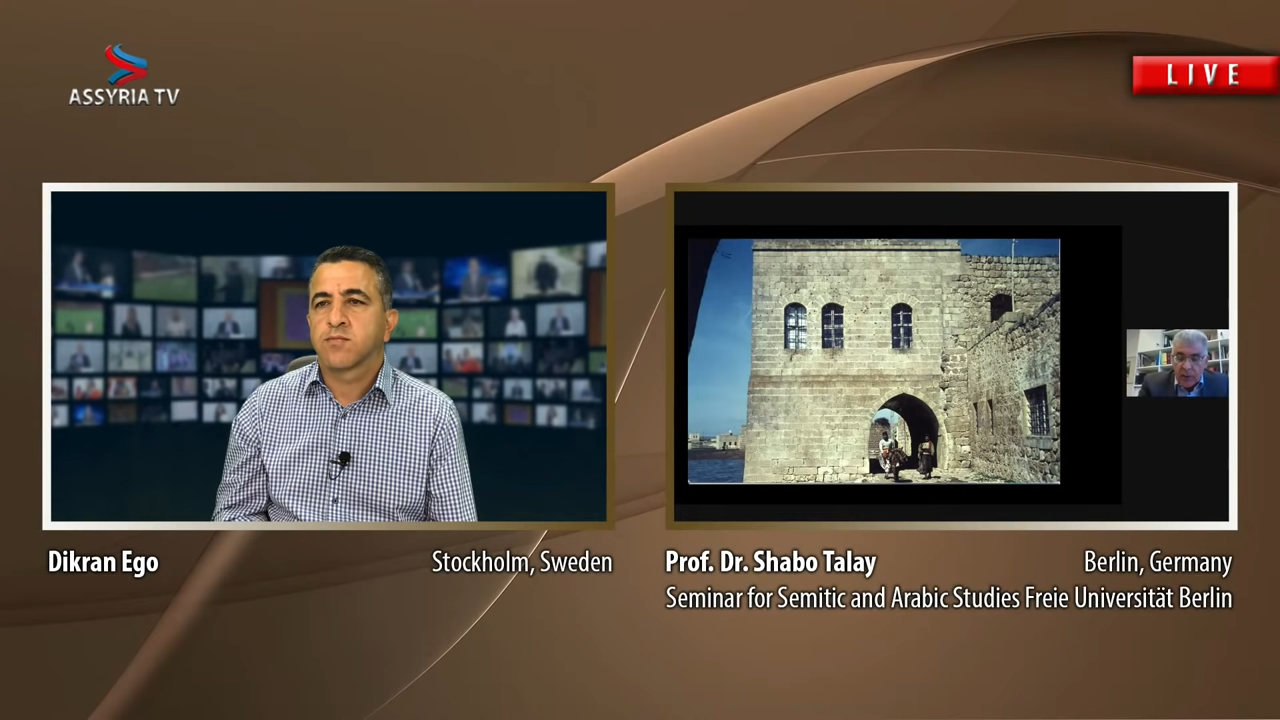 ASSYRIA TV
LIVE
Dikran Ego
Stockholm, Sweden
Prof. Dr. Shabo Talay
Berlin, Germany
Seminar for Semitic and Arabic Studies Freie Universität Berlin